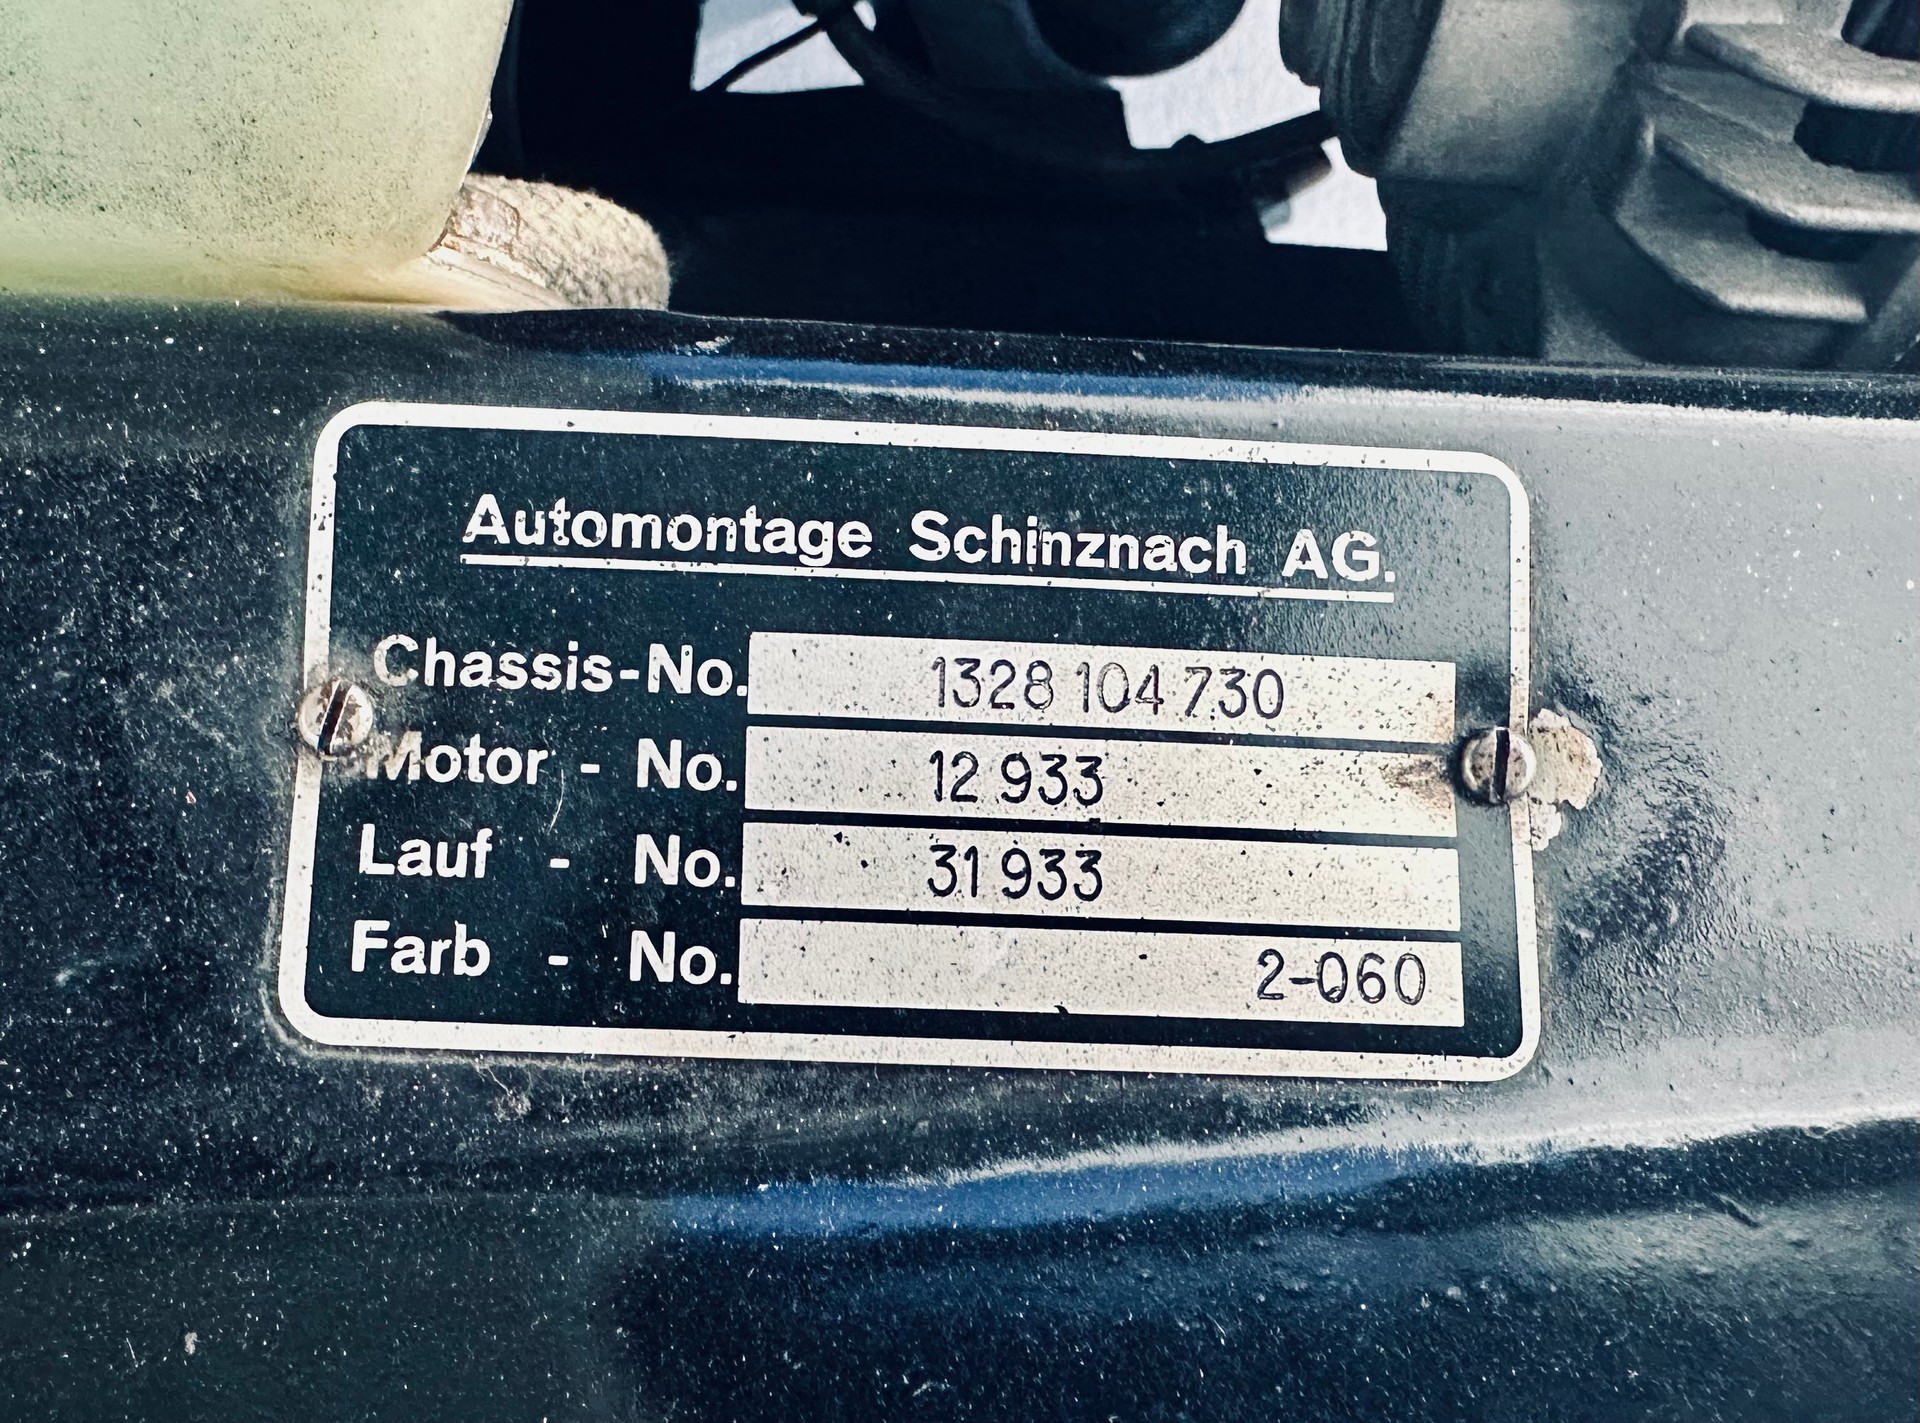 Automontage Schinznach AG.
Chassis-No. 1328 104 730
Motor - No. 12 933
Lauf - No. 31 933
Farb - No. 2-060